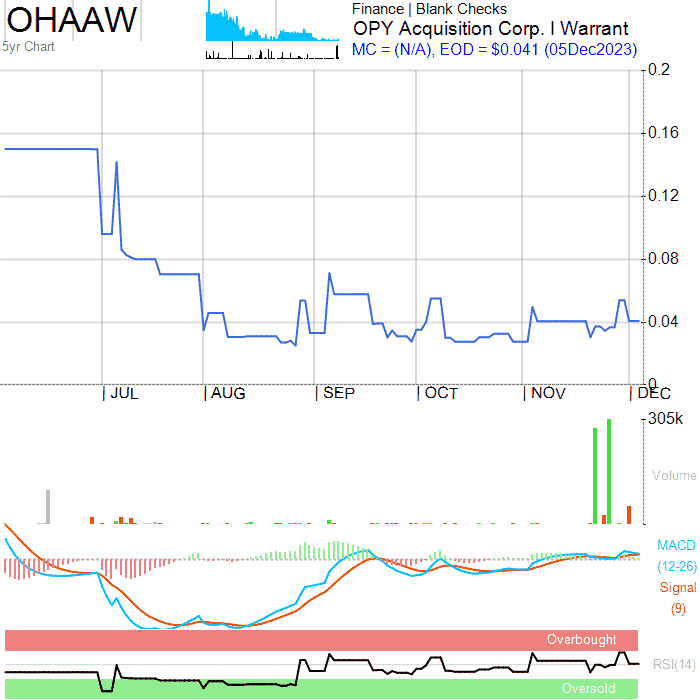 OHAAW
5yr Chart
Finance | Blank Checks
OPY Acquisition Corp. I Warrant
MC = (N/A), EOD = $0.041 (05Dec2023)
0.2
0.16
0.12
0.08
0.04
0
JUL
AUG
SEP
OCT
NOV
DEC
305k
Volume
MACD
(12-26)
Signal
(9)
Overbought
RSI(14)
Oversold